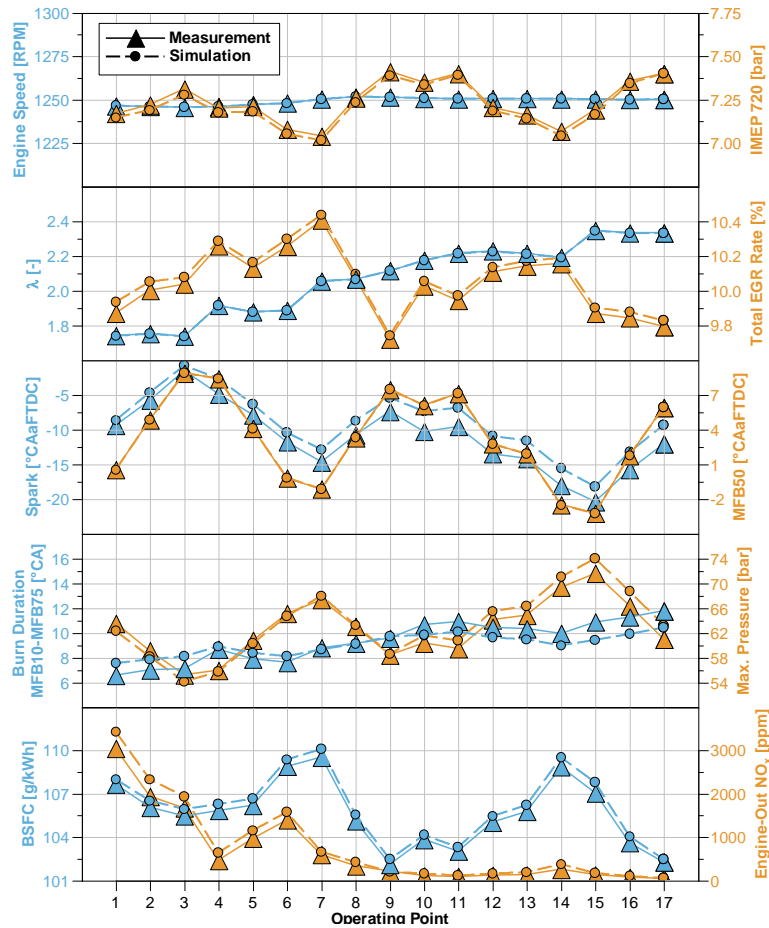 1300
1275
1250
1225
Engine Speed [RPM]
Measurement
Simulation
7.75
7.50
7.25
7.00
IMEP 720 [bar]
2.4
2.2
2.0
1.8
λ [-]
10.4
10.2
10.0
9.8
Total EGR Rate [%]
-5
-10
-15
-20
Spark [°CAaFTDC]
7
4
1
-2
MFB50 [°CAaFTDC]
16
14
12
10
8
6
Burn Duration
MFB10-MFB75 [°CA]
74
70
66
62
58
54
Max. Pressure [bar]
110
107
104
101
BSFC [g/kWh]
3000
2000
1000
0
Engine-Out NOx [ppm]
1 2 3 4 5 6 7 8 9 10 11 12 13 14 15 16 17
Operating Point